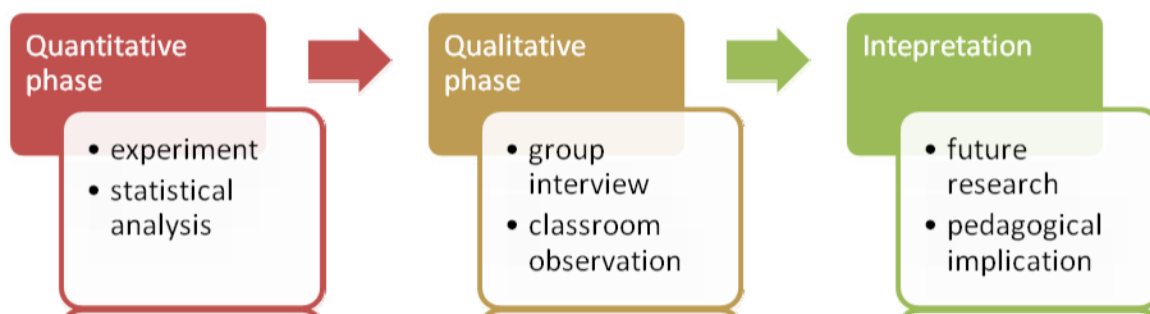 Quantitative
phase
• experiment
• statistical
analysis
Qualitative
phase
• group
interview
• classroom
observation
Intepretation
• future
research
• pedagogical
implication